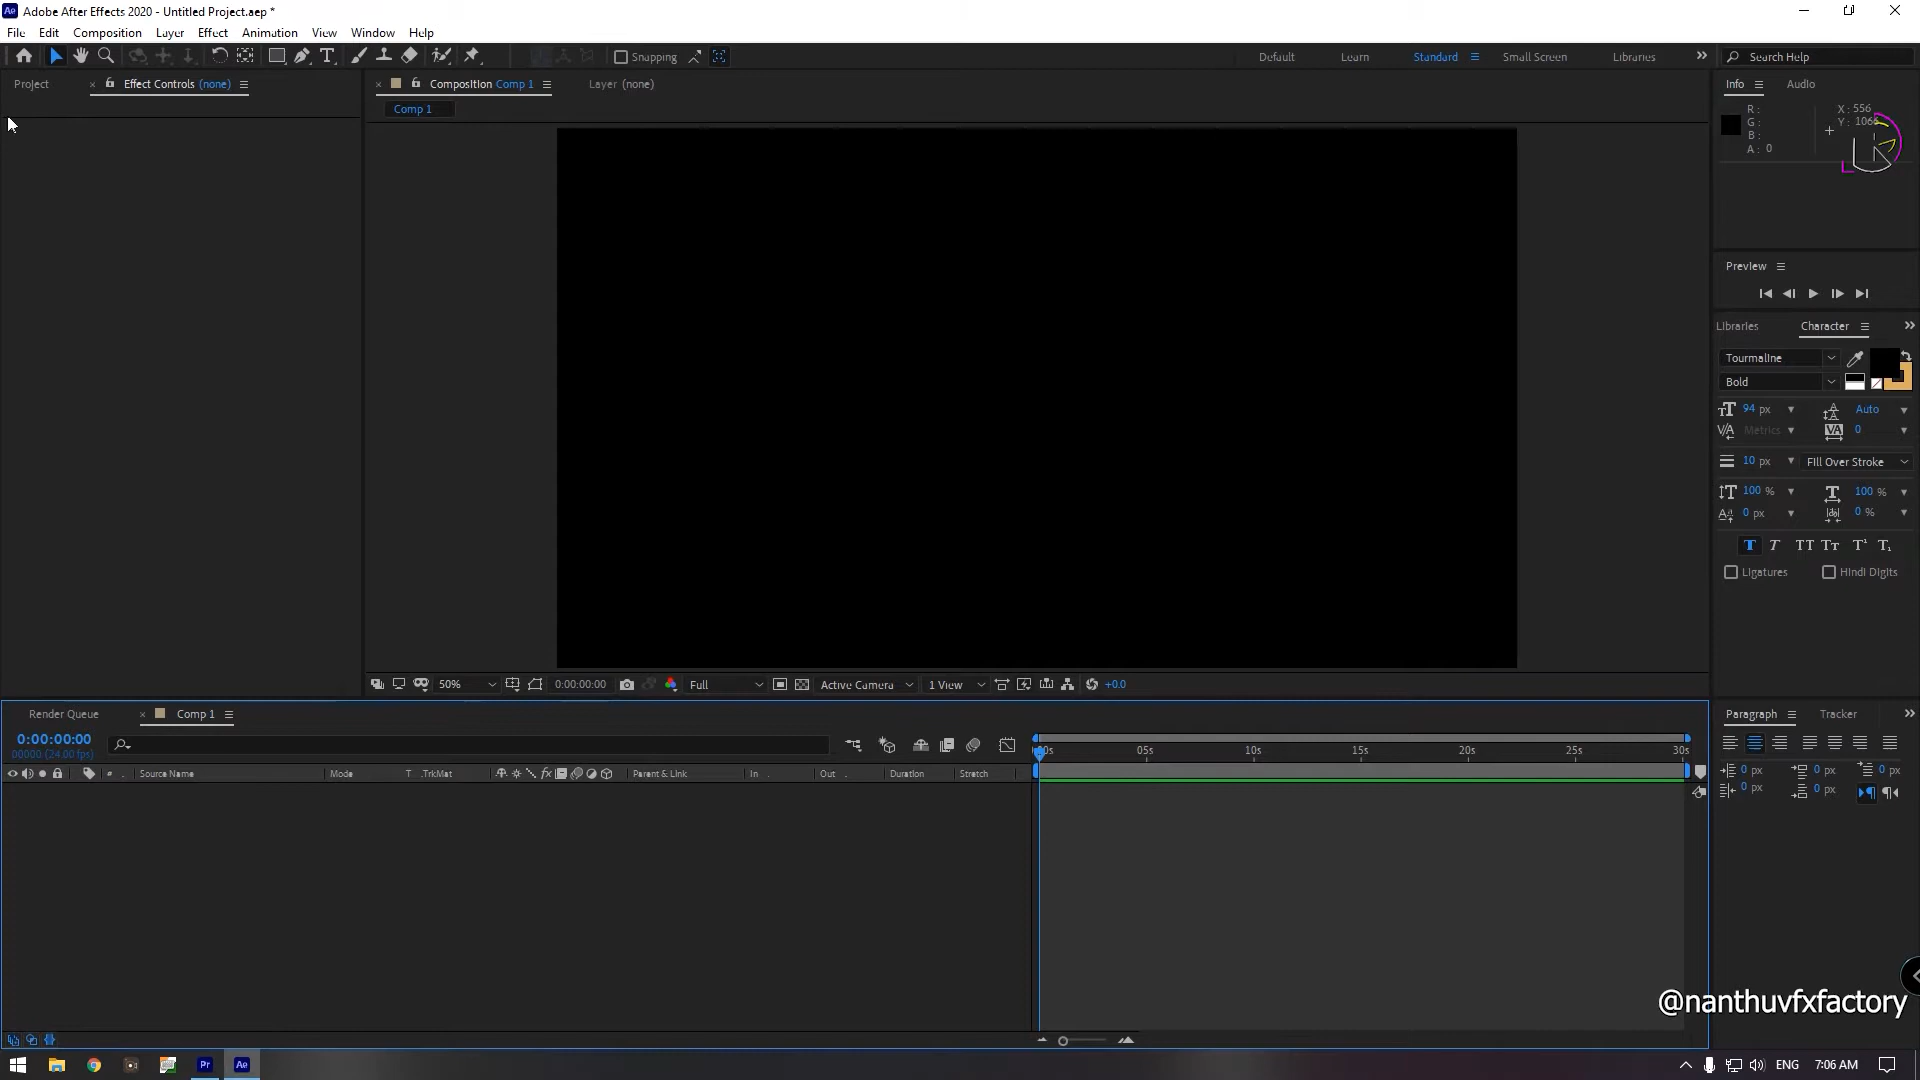 Adobe After Effects 2020 - Untitled Project.aep *
File Edit Composition Layer Effect Animation View Window Help
Snapping Default Learn Standard Small Screen Libraries Search Help
Project Effect Controls (none) Composition Comp 1 Layer (none) Info Audio
Comp 1
R :
G :
B :
A : 0
X : 556
Y : 1066
Preview
Libraries Character
Tourmaline
Bold
94 px Auto
Metrics 0
10 px Fill Over Stroke
100 % 100 %
0 px 0 %
T T TT Tт T¹ T₁
Ligatures Hindi Digits
50% 0:00:00:00 Full Active Camera 1 View +0.0
Render Queue Comp 1
Paragraph Tracker
0:00:00:00
00000 (24.00 fps)
00s 05s 10s 15s 20s 25s 30s
# Source Name Mode T .TrkMat Parent & Link In Out Duration Stretch
0 px 0 px 0 px
0 px 0 px
@nanthuvfxfactory
Pr Ae ENG 7:06 AM